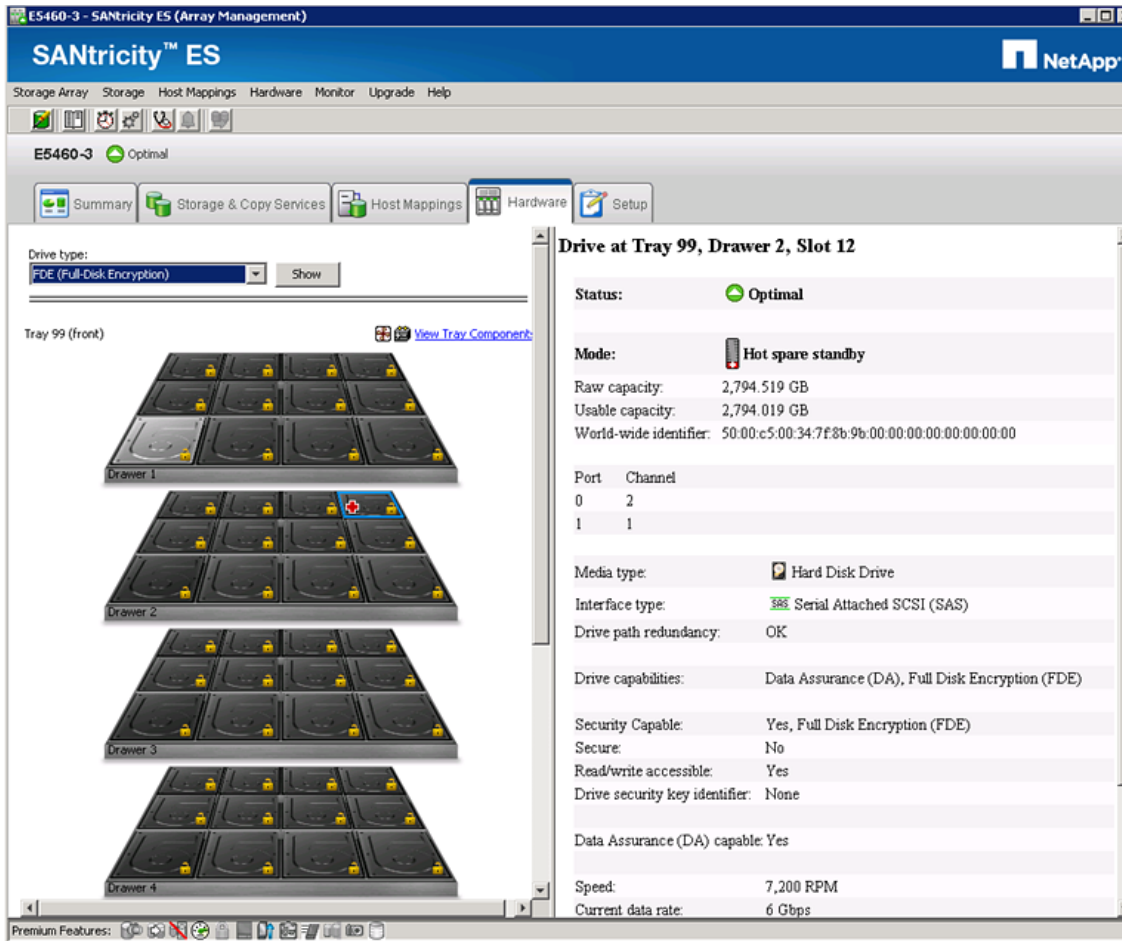 E5460-3 - SANtricity ES (Array Management)
SANtricity™ ES
NetApp
Storage Array Storage Host Mappings Hardware Monitor Upgrade Help
E5460-3 Optimal
Summary Storage & Copy Services Host Mappings Hardware Setup
Drive type:
FDE (Full-Disk Encryption) Show
Tray 99 (front) View Tray Component
Drawer 1
Drawer 2
Drawer 3
Drawer 4
Drive at Tray 99, Drawer 2, Slot 12
Status: Optimal
Mode: Hot spare standby
Raw capacity: 2,794.519 GB
Usable capacity: 2,794.019 GB
World-wide identifier: 50:00:c5:00:34:7f:8b:9b:00:00:00:00:00:00:00:00
Port Channel
0 2
1 1
Media type: Hard Disk Drive
Interface type: SAS Serial Attached SCSI (SAS)
Drive path redundancy: OK
Drive capabilities: Data Assurance (DA), Full Disk Encryption (FDE)
Security Capable: Yes, Full Disk Encryption (FDE)
Secure: No
Read/write accessible: Yes
Drive security key identifier: None
Data Assurance (DA) capable: Yes
Speed: 7,200 RPM
Current data rate: 6 Gbps
Premium Features: